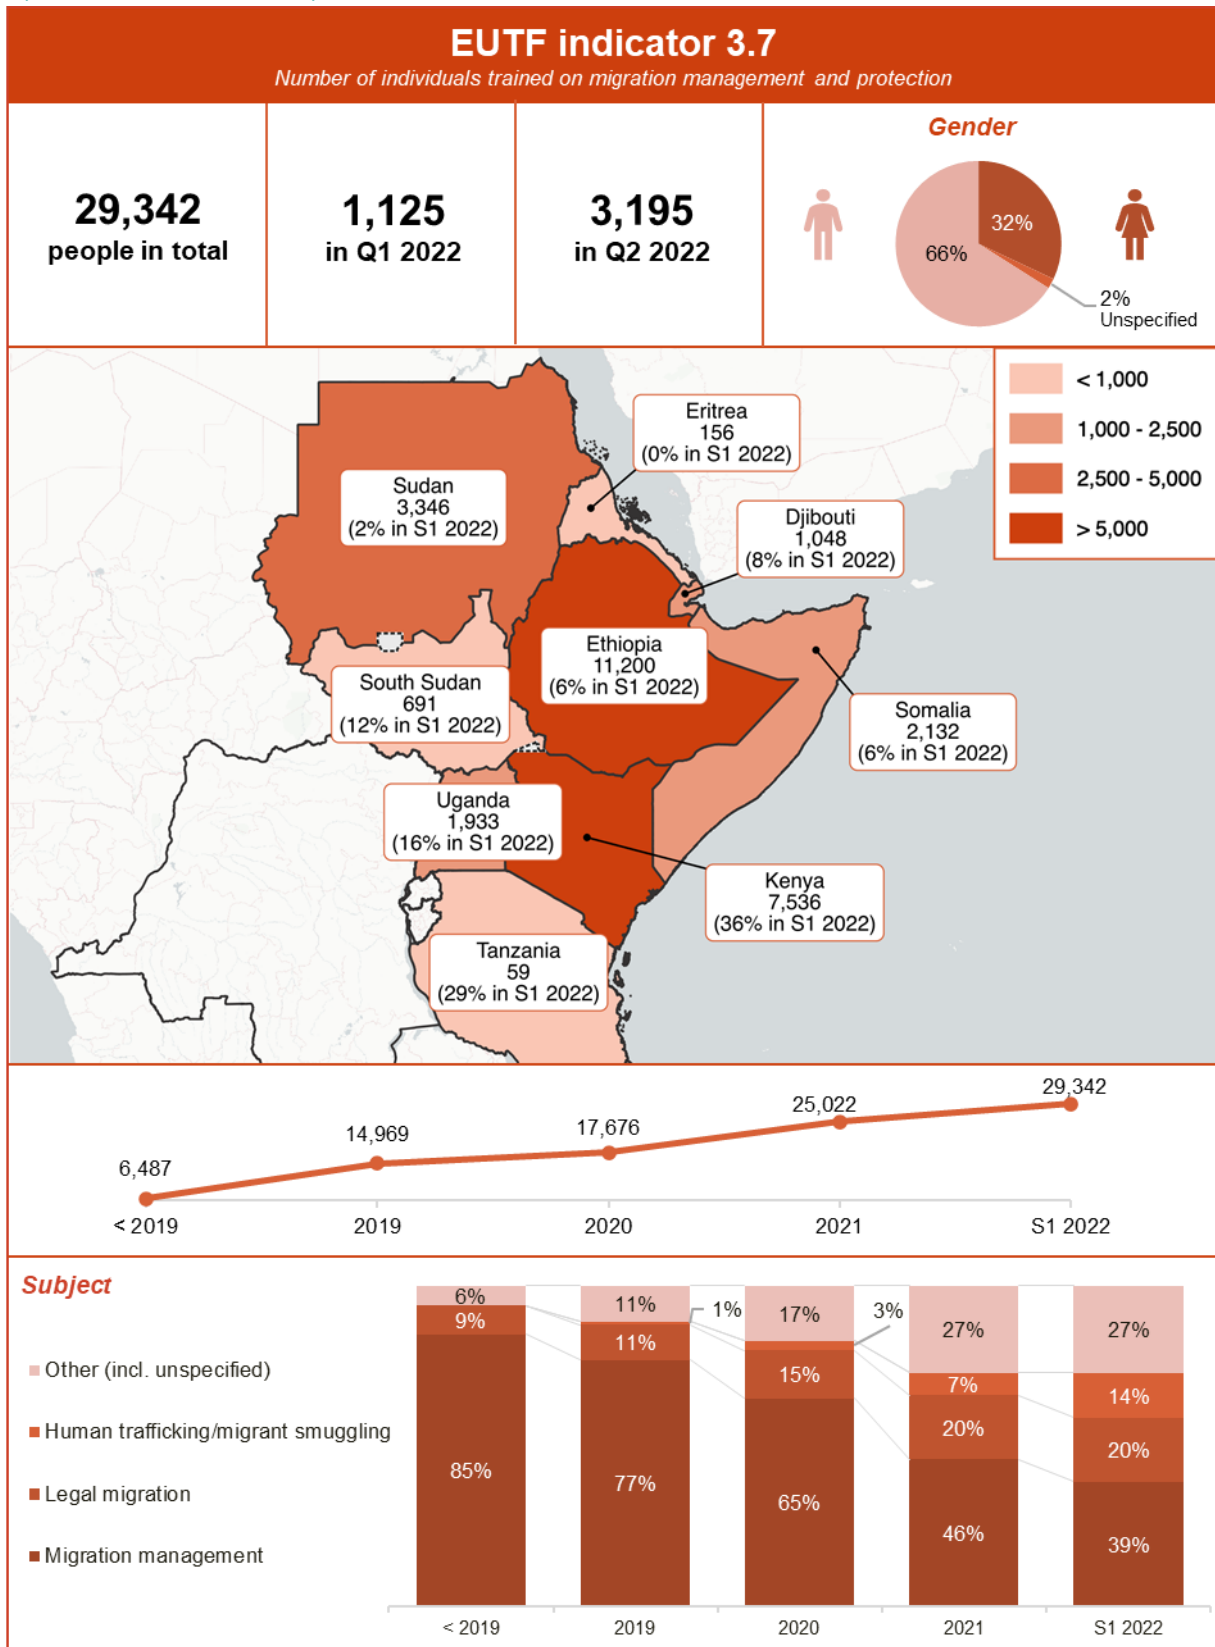 EUTF indicator 3.7
Number of individuals trained on migration management and protection
29,342
people in total
1,125
in Q1 2022
3,195
in Q2 2022
Gender
32%
66%
2%
Unspecified
< 1,000
1,000 - 2,500
2,500 - 5,000
> 5,000
Eritrea
156
(0% in S1 2022)
Sudan
3,346
(2% in S1 2022)
Djibouti
1,048
(8% in S1 2022)
Ethiopia
11,200
(6% in S1 2022)
South Sudan
691
(12% in S1 2022)
Somalia
2,132
(6% in S1 2022)
Uganda
1,933
(16% in S1 2022)
Kenya
7,536
(36% in S1 2022)
Tanzania
59
(29% in S1 2022)
6,487
14,969
17,676
25,022
29,342
< 2019
2019
2020
2021
S1 2022
Subject
Other (incl. unspecified)
Human trafficking/migrant smuggling
Legal migration
Migration management
6%
9%
85%
11%
1%
11%
77%
17%
3%
15%
65%
27%
7%
20%
46%
27%
14%
20%
39%
< 2019
2019
2020
2021
S1 2022